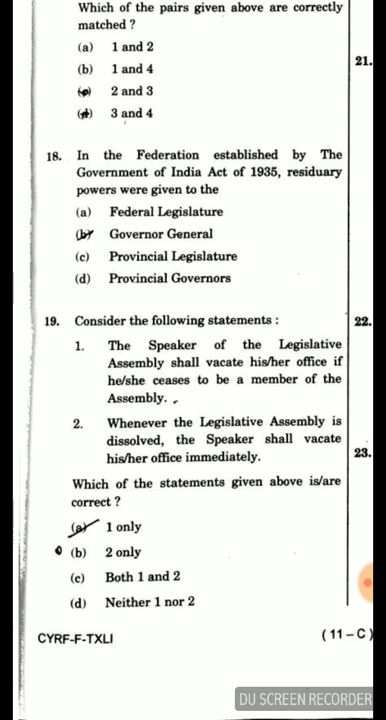 Which of the pairs given above are correctly
matched ?
(a) 1 and 2
(b) 1 and 4
(c) 2 and 3
(d) 3 and 4
18. In the Federation established by The
Government of India Act of 1935, residuary
powers were given to the
(a) Federal Legislature
(b) Governor General
(c) Provincial Legislature
(d) Provincial Governors
19. Consider the following statements :
1. The Speaker of the Legislative
Assembly shall vacate his/her office if
he/she ceases to be a member of the
Assembly.
2. Whenever the Legislative Assembly is
dissolved, the Speaker shall vacate
his/her office immediately.
Which of the statements given above is/are
correct ?
(a) 1 only
(b) 2 only
(c) Both 1 and 2
(d) Neither 1 nor 2
CYRF-F-TXLI
( 11 – C )
21.
22.
23.
DU SCREEN RECORDER